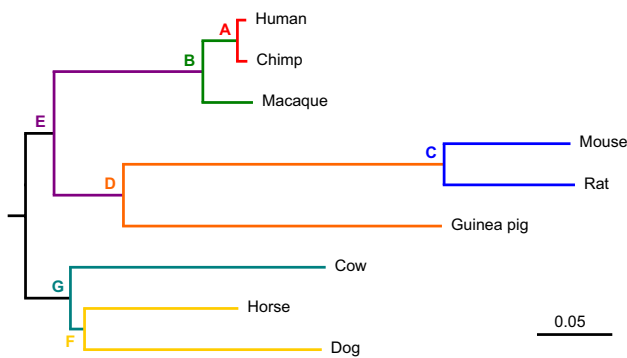 Human
A
Chimp
B
Macaque
E
Mouse
C
D
Rat
Guinea pig
Cow
G
Horse
0.05
F
Dog